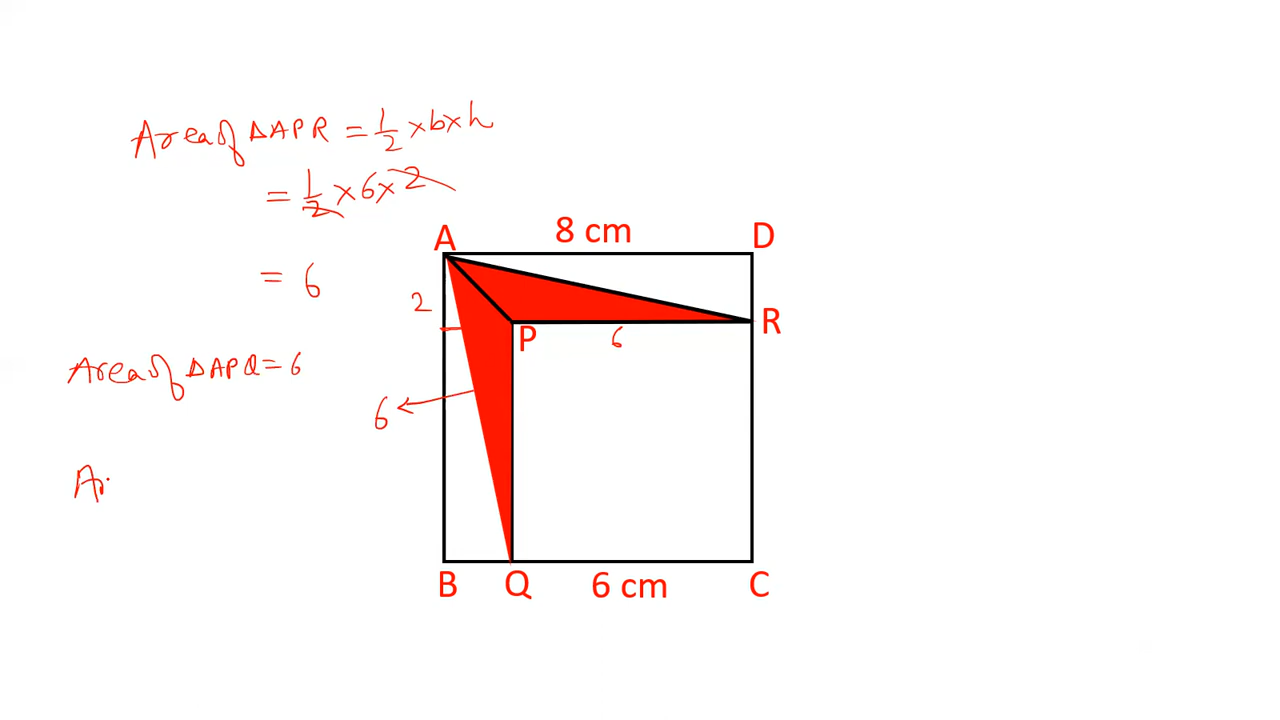 Area of ΔAPR = 1/2 × b × h
= 1/2 × 6 × 2
= 6
A 8 cm D
2
P 6 R
Area of ΔAPQ = 6
6
Ar
B Q 6 cm C